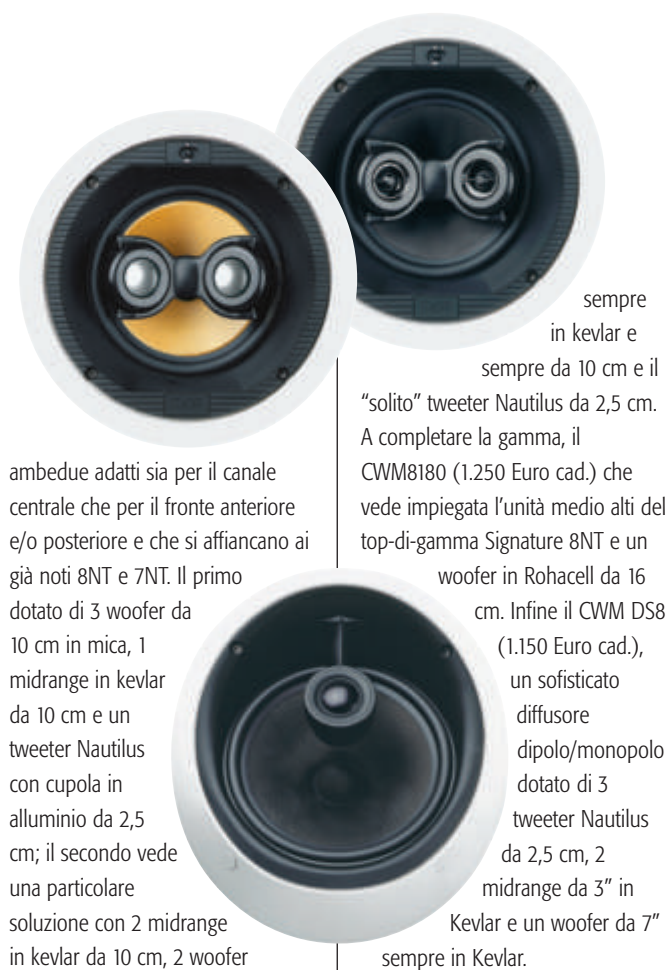 ambedue adatti sia per il canale
centrale che per il fronte anteriore
e/o posteriore e che si affiancano ai
già noti 8NT e 7NT. Il primo
dotato di 3 woofer da
10 cm in mica, 1
midrange in kevlar
da 10 cm e un
tweeter Nautilus
con cupola in
alluminio da 2,5
cm; il secondo vede
una particolare
soluzione con 2 midrange
in kevlar da 10 cm, 2 woofer
sempre
in kevlar e
sempre da 10 cm e il
“solito” tweeter Nautilus da 2,5 cm.
A completare la gamma, il
CWM8180 (1.250 Euro cad.) che
vede impiegata l’unità medio alti del
top-di-gamma Signature 8NT e un
woofer in Rohacell da 16
cm. Infine il CWM DS8
(1.150 Euro cad.),
un sofisticato
diffusore
dipolo/monopolo
dotato di 3
tweeter Nautilus
da 2,5 cm, 2
midrange da 3” in
Kevlar e un woofer da 7”
sempre in Kevlar.